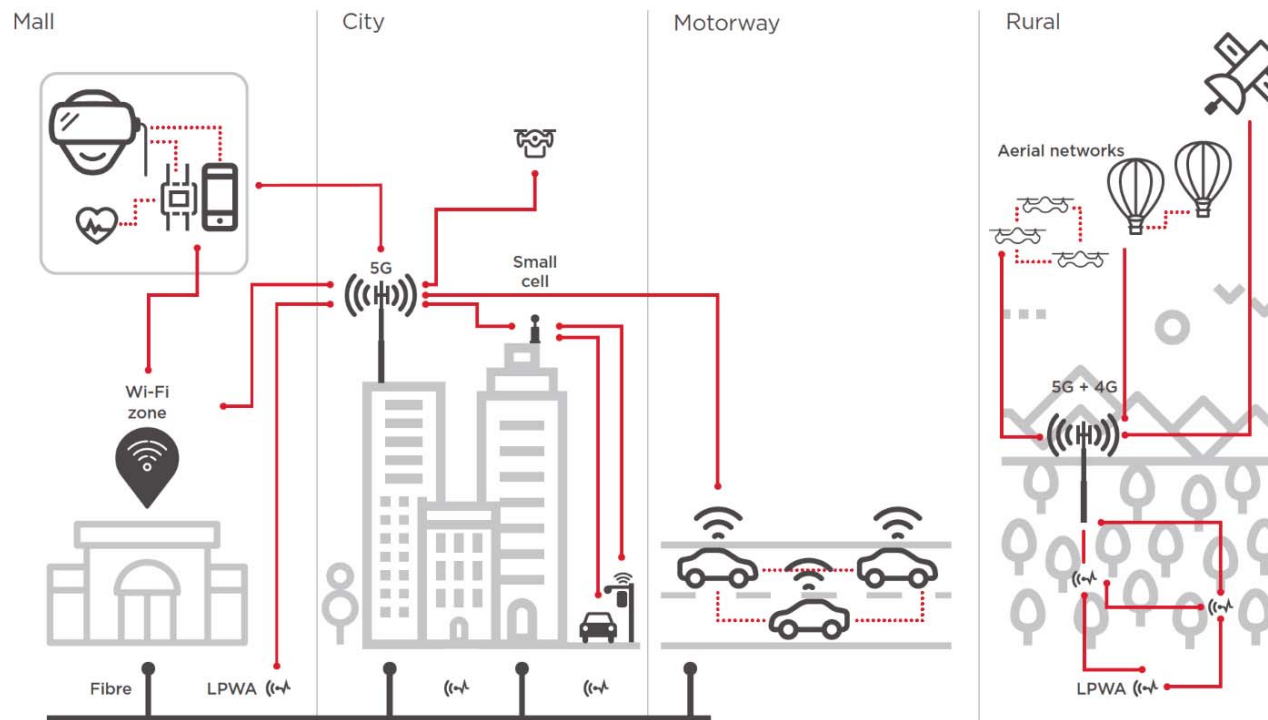 Mall
City
Motorway
Rural
Aerial networks
5G
Small
cell
Wi-Fi
zone
5G + 4G
Fibre
LPWA
LPWA